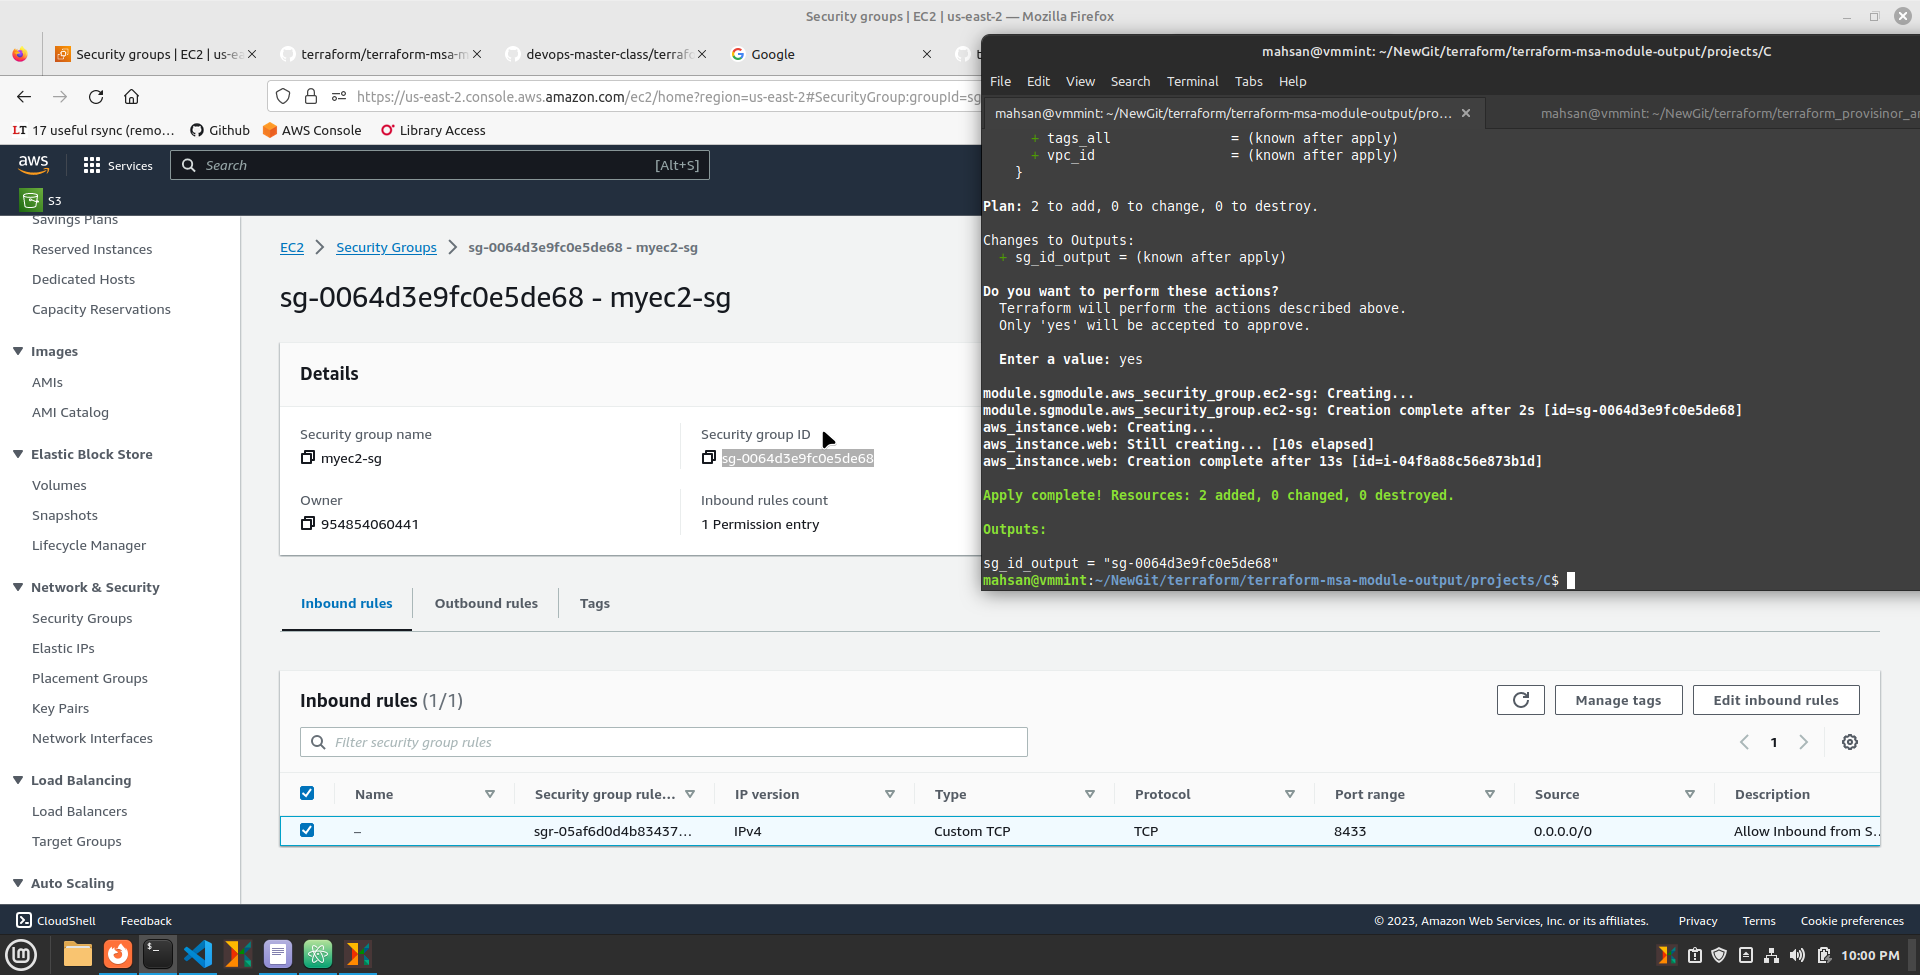 Security groups | EC2 | us-east-2 — Mozilla Firefox
Security groups | EC2 | us-ea
terraform/terraform-msa-m
devops-master-class/terraf
Google
https://us-east-2.console.aws.amazon.com/ec2/home?region=us-east-2#SecurityGroup:groupId=sg
LT 17 useful rsync (remo...
Github
AWS Console
Library Access
aws
Services
Search
[Alt+S]
S3
Savings Plans
Reserved Instances
Dedicated Hosts
Capacity Reservations
Images
AMIs
AMI Catalog
Elastic Block Store
Volumes
Snapshots
Lifecycle Manager
Network & Security
Security Groups
Elastic IPs
Placement Groups
Key Pairs
Network Interfaces
Load Balancing
Load Balancers
Target Groups
Auto Scaling
EC2
Security Groups
sg-0064d3e9fc0e5de68 - myec2-sg
sg-0064d3e9fc0e5de68 - myec2-sg
Details
Security group name
myec2-sg
Security group ID
sg-0064d3e9fc0e5de68
Owner
954854060441
Inbound rules count
1 Permission entry
Inbound rules
Outbound rules
Tags
Inbound rules (1/1)
Manage tags
Edit inbound rules
Filter security group rules
1
Name
Security group rule...
IP version
Type
Protocol
Port range
Source
Description
–
sgr-05af6d0d4b83437...
IPv4
Custom TCP
TCP
8433
0.0.0.0/0
Allow Inbound from S...
CloudShell
Feedback
© 2023, Amazon Web Services, Inc. or its affiliates.
Privacy
Terms
Cookie preferences
10:00 PM
mahsan@vmmint: ~/NewGit/terraform/terraform-msa-module-output/projects/C
File Edit View Search Terminal Tabs Help
mahsan@vmmint: ~/NewGit/terraform/terraform-msa-module-output/pro...
mahsan@vmmint: ~/NewGit/terraform/terraform_provisinor_a
+ tags_all = (known after apply)
+ vpc_id = (known after apply)
}
Plan: 2 to add, 0 to change, 0 to destroy.
Changes to Outputs:
+ sg_id_output = (known after apply)
Do you want to perform these actions?
Terraform will perform the actions described above.
Only 'yes' will be accepted to approve.
Enter a value: yes
module.sgmodule.aws_security_group.ec2-sg: Creating...
module.sgmodule.aws_security_group.ec2-sg: Creation complete after 2s [id=sg-0064d3e9fc0e5de68]
aws_instance.web: Creating...
aws_instance.web: Still creating... [10s elapsed]
aws_instance.web: Creation complete after 13s [id=i-04f8a88c56e873b1d]
Apply complete! Resources: 2 added, 0 changed, 0 destroyed.
Outputs:
sg_id_output = "sg-0064d3e9fc0e5de68"
mahsan@vmmint:~/NewGit/terraform/terraform-msa-module-output/projects/C$